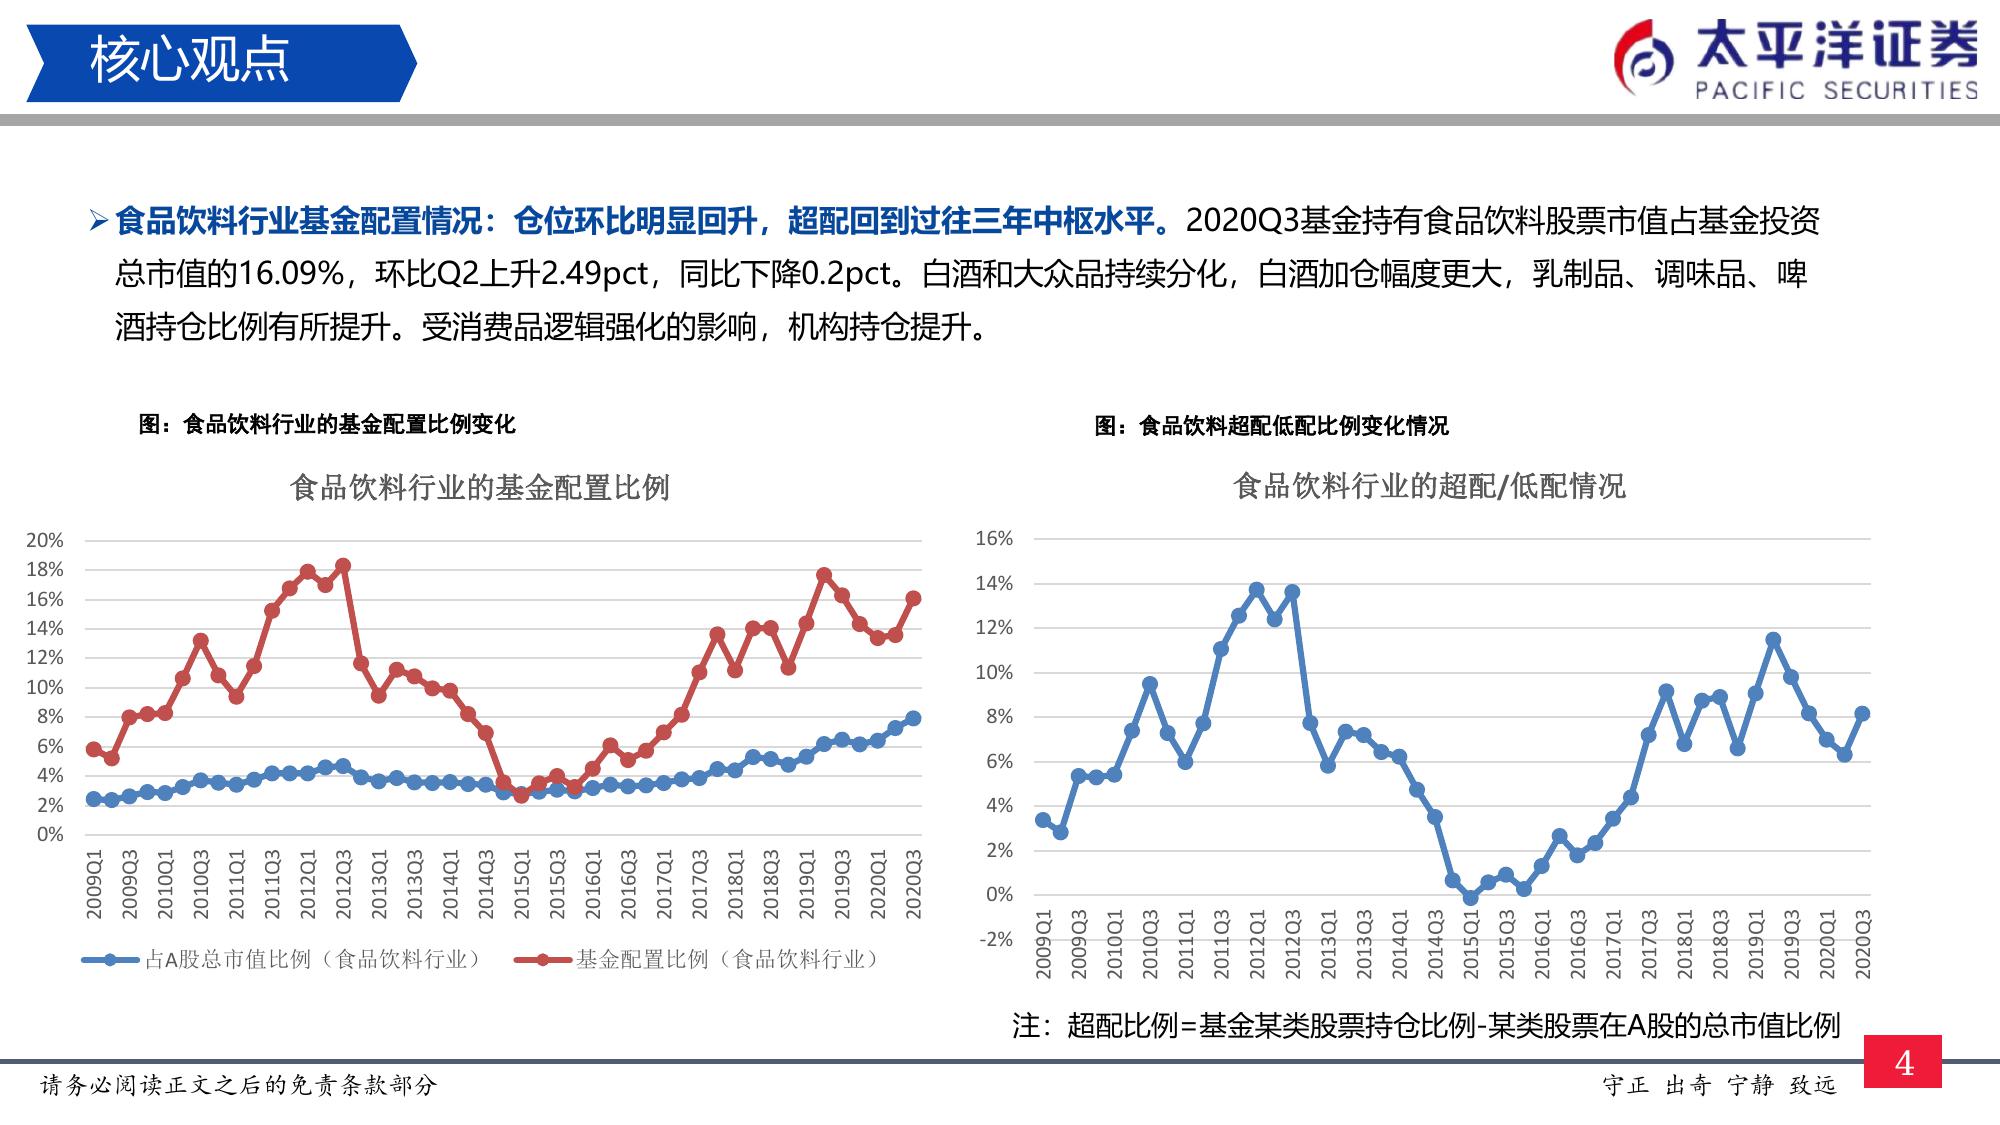 核心观点
太平洋证券
PACIFIC SECURITIES
➢食品饮料行业基金配置情况：仓位环比明显回升，超配回到过往三年中枢水平。2020Q3基金持有食品饮料股票市值占基金投资
总市值的16.09%，环比Q2上升2.49pct，同比下降0.2pct。白酒和大众品持续分化，白酒加仓幅度更大，乳制品、调味品、啤
酒持仓比例有所提升。受消费品逻辑强化的影响，机构持仓提升。
图：食品饮料行业的基金配置比例变化
食品饮料行业的基金配置比例
20%
18%
16%
14%
12%
10%
8%
6%
4%
2%
0%
2009Q1
2009Q3
2010Q1
2010Q3
2011Q1
2011Q3
2012Q1
2012Q3
2013Q1
2013Q3
2014Q1
2014Q3
2015Q1
2015Q3
2016Q1
2016Q3
2017Q1
2017Q3
2018Q1
2018Q3
2019Q1
2019Q3
2020Q1
2020Q3
占A股总市值比例（食品饮料行业）
基金配置比例（食品饮料行业）
图：食品饮料超配低配比例变化情况
食品饮料行业的超配/低配情况
16%
14%
12%
10%
8%
6%
4%
2%
0%
-2%
2009Q1
2009Q3
2010Q1
2010Q3
2011Q1
2011Q3
2012Q1
2012Q3
2013Q1
2013Q3
2014Q1
2014Q3
2015Q1
2015Q3
2016Q1
2016Q3
2017Q1
2017Q3
2018Q1
2018Q3
2019Q1
2019Q3
2020Q1
2020Q3
注：超配比例=基金某类股票持仓比例-某类股票在A股的总市值比例
请务必阅读正文之后的免责条款部分
守正 出奇 宁静 致远
4